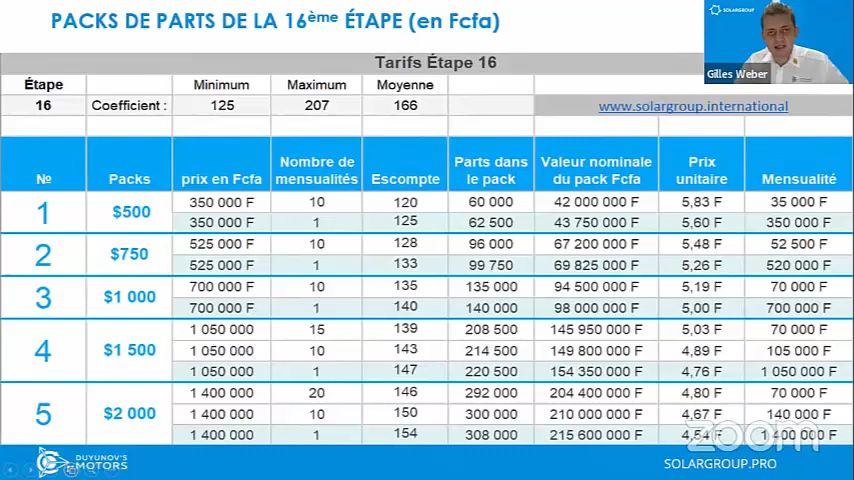 PACKS DE PARTS DE LA 16ème ÉTAPE (en Fcfa)
SOLARGROUP
Gilles Weber
Tarifs Étape 16
Étape Minimum Maximum Moyenne
16 Coefficient : 125 207 166 www.solargroup.international
№ Packs prix en Fcfa Nombre de mensualités Escompte Parts dans le pack Valeur nominale du pack Fcfa Prix unitaire Mensualité
1 $500 350 000 F 10 120 60 000 42 000 000 F 5,83 F 35 000 F
350 000 F 1 125 62 500 43 750 000 F 5,60 F 350 000 F
2 $750 525 000 F 10 128 96 000 67 200 000 F 5,48 F 52 500 F
525 000 F 1 133 99 750 69 825 000 F 5,26 F 520 000 F
3 $1 000 700 000 F 10 135 135 000 94 500 000 F 5,19 F 70 000 F
700 000 F 1 140 140 000 98 000 000 F 5,00 F 700 000 F
4 $1 500 1 050 000 15 139 208 500 145 950 000 F 5,03 F 70 000 F
1 050 000 10 143 214 500 149 800 000 F 4,89 F 105 000 F
1 050 000 1 147 220 500 154 350 000 F 4,76 F 1 050 000 F
5 $2 000 1 400 000 20 146 292 000 204 400 000 F 4,80 F 70 000 F
1 400 000 10 150 300 000 210 000 000 F 4,67 F 140 000 F
1 400 000 1 154 308 000 215 600 000 F 4,54 F 1 400 000 F
zoom
DUYUNOV'S
MOTORS
SOLARGROUP.PRO